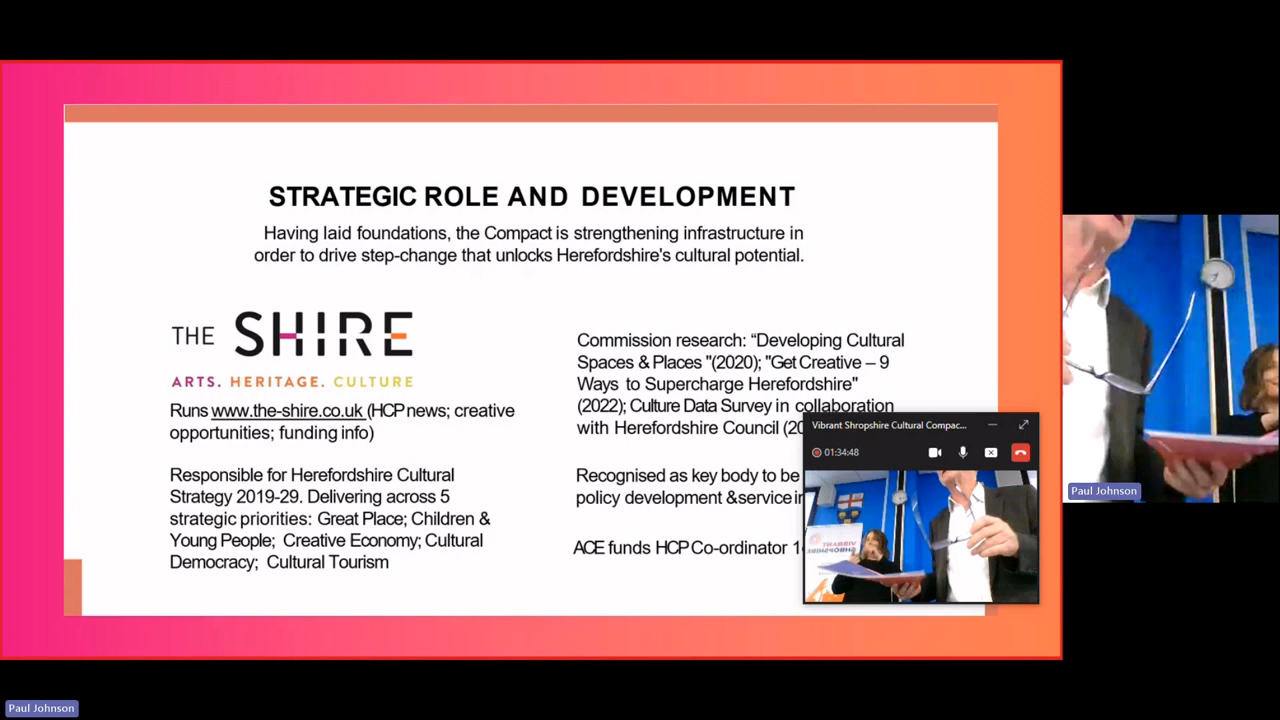 STRATEGIC ROLE AND DEVELOPMENT
Having laid foundations, the Compact is strengthening infrastructure in
order to drive step-change that unlocks Herefordshire's cultural potential.
THE SHIRE
ARTS. HERITAGE. CULTURE
Runs www.the-shire.co.uk (HCP news; creative
opportunities; funding info)
Responsible for Herefordshire Cultural
Strategy 2019-29. Delivering across 5
strategic priorities: Great Place; Children &
Young People; Creative Economy; Cultural
Democracy; Cultural Tourism
Commission research: “Developing Cultural
Spaces & Places "(2020); "Get Creative – 9
Ways to Supercharge Herefordshire"
(2022); Culture Data Survey in collaboration
with Herefordshire Council (20
Recognised as key body to be
policy development & service
ACE funds HCP Co-ordinator
Vibrant Shropshire Cultural Compac...
01:34:48
Paul Johnson
Paul Johnson